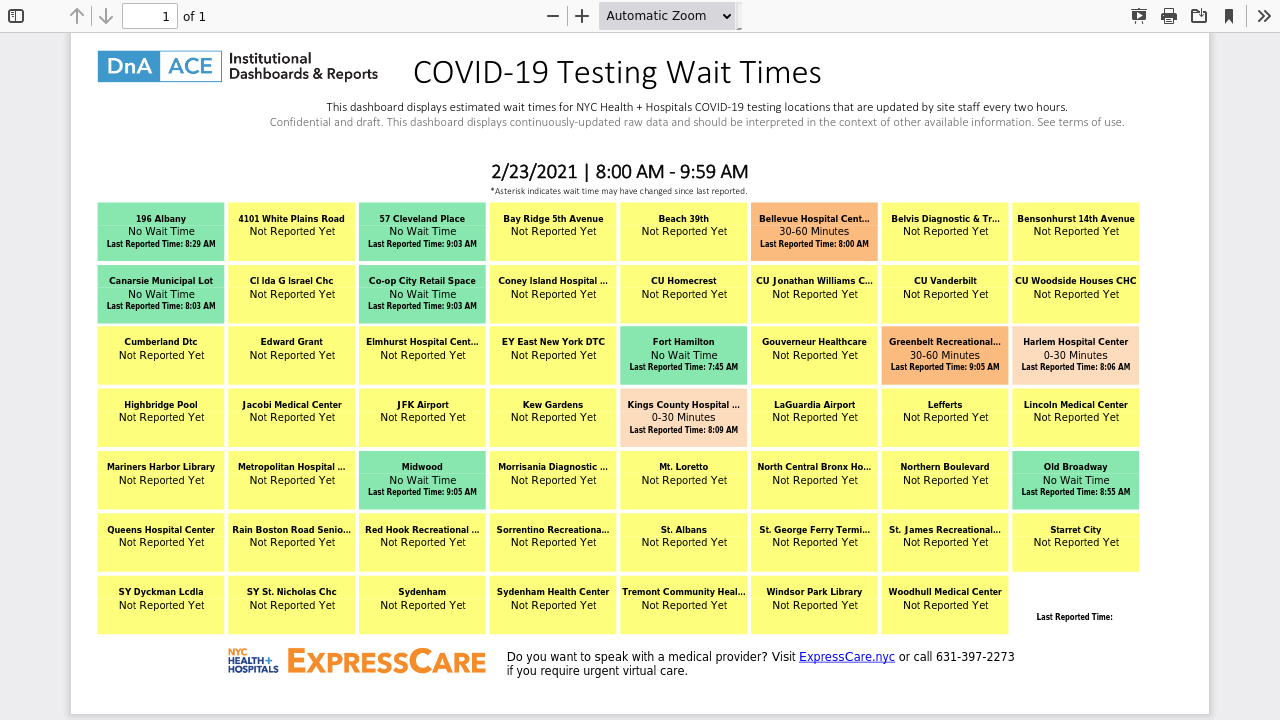 1 of 1 Automatic Zoom
DnA ACE Institutional Dashboards & Reports
COVID-19 Testing Wait Times
This dashboard displays estimated wait times for NYC Health + Hospitals COVID-19 testing locations that are updated by site staff every two hours.
Confidential and draft. This dashboard displays continuously-updated raw data and should be interpreted in the context of other available information. See terms of use.
2/23/2021 | 8:00 AM - 9:59 AM
*Asterisk indicates wait time may have changed since last reported.
196 Albany
No Wait Time
Last Reported Time: 8:29 AM
4101 White Plains Road
Not Reported Yet
57 Cleveland Place
No Wait Time
Last Reported Time: 9:03 AM
Bay Ridge 5th Avenue
Not Reported Yet
Beach 39th
Not Reported Yet
Bellevue Hospital Cent...
30-60 Minutes
Last Reported Time: 8:00 AM
Belvis Diagnostic & Tr...
Not Reported Yet
Bensonhurst 14th Avenue
Not Reported Yet
Canarsie Municipal Lot
No Wait Time
Last Reported Time: 8:03 AM
CI Ida G Israel Chc
Not Reported Yet
Co-op City Retail Space
No Wait Time
Last Reported Time: 9:03 AM
Coney Island Hospital ...
Not Reported Yet
CU Homecrest
Not Reported Yet
CU Jonathan Williams C...
Not Reported Yet
CU Vanderbilt
Not Reported Yet
CU Woodside Houses CHC
Not Reported Yet
Cumberland Dtc
Not Reported Yet
Edward Grant
Not Reported Yet
Elmhurst Hospital Cent...
Not Reported Yet
EY East New York DTC
Not Reported Yet
Fort Hamilton
No Wait Time
Last Reported Time: 7:45 AM
Gouverneur Healthcare
Not Reported Yet
Greenbelt Recreational...
30-60 Minutes
Last Reported Time: 9:05 AM
Harlem Hospital Center
0-30 Minutes
Last Reported Time: 8:06 AM
Highbridge Pool
Not Reported Yet
Jacobi Medical Center
Not Reported Yet
JFK Airport
Not Reported Yet
Kew Gardens
Not Reported Yet
Kings County Hospital ...
0-30 Minutes
Last Reported Time: 8:09 AM
LaGuardia Airport
Not Reported Yet
Lefferts
Not Reported Yet
Lincoln Medical Center
Not Reported Yet
Mariners Harbor Library
Not Reported Yet
Metropolitan Hospital ...
Not Reported Yet
Midwood
No Wait Time
Last Reported Time: 9:05 AM
Morrisania Diagnostic ...
Not Reported Yet
Mt. Loretto
Not Reported Yet
North Central Bronx Ho...
Not Reported Yet
Northern Boulevard
Not Reported Yet
Old Broadway
No Wait Time
Last Reported Time: 8:55 AM
Queens Hospital Center
Not Reported Yet
Rain Boston Road Senio...
Not Reported Yet
Red Hook Recreational ...
Not Reported Yet
Sorrentino Recreationa...
Not Reported Yet
St. Albans
Not Reported Yet
St. George Ferry Termi...
Not Reported Yet
St. James Recreational...
Not Reported Yet
Starret City
Not Reported Yet
SY Dyckman Lcdla
Not Reported Yet
SY St. Nicholas Chc
Not Reported Yet
Sydenham
Not Reported Yet
Sydenham Health Center
Not Reported Yet
Tremont Community Heal...
Not Reported Yet
Windsor Park Library
Not Reported Yet
Woodhull Medical Center
Not Reported Yet
Last Reported Time:
NYC HEALTH+ HOSPITALS
EXPRESSCARE
Do you want to speak with a medical provider? Visit ExpressCare.nyc or call 631-397-2273
if you require urgent virtual care.